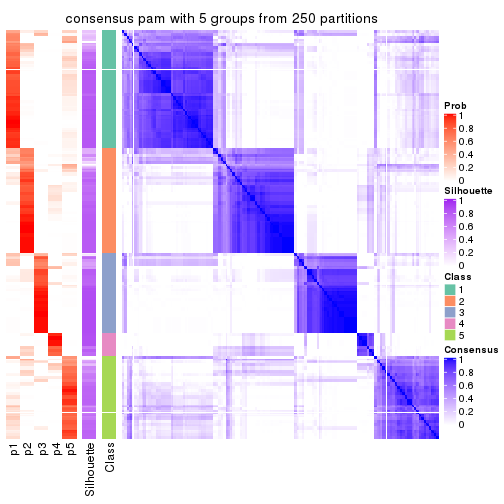 consensus pam with 5 groups from 250 partitions
Prob
1
0.8
0.6
0.4
0.2
0
Silhouette
1
0.8
0.6
0.4
0.2
0
Class
1
2
3
4
5
Consensus
1
0.8
0.6
0.4
0.2
0
p1
p2
p3
p4
p5
Silhouette
Class